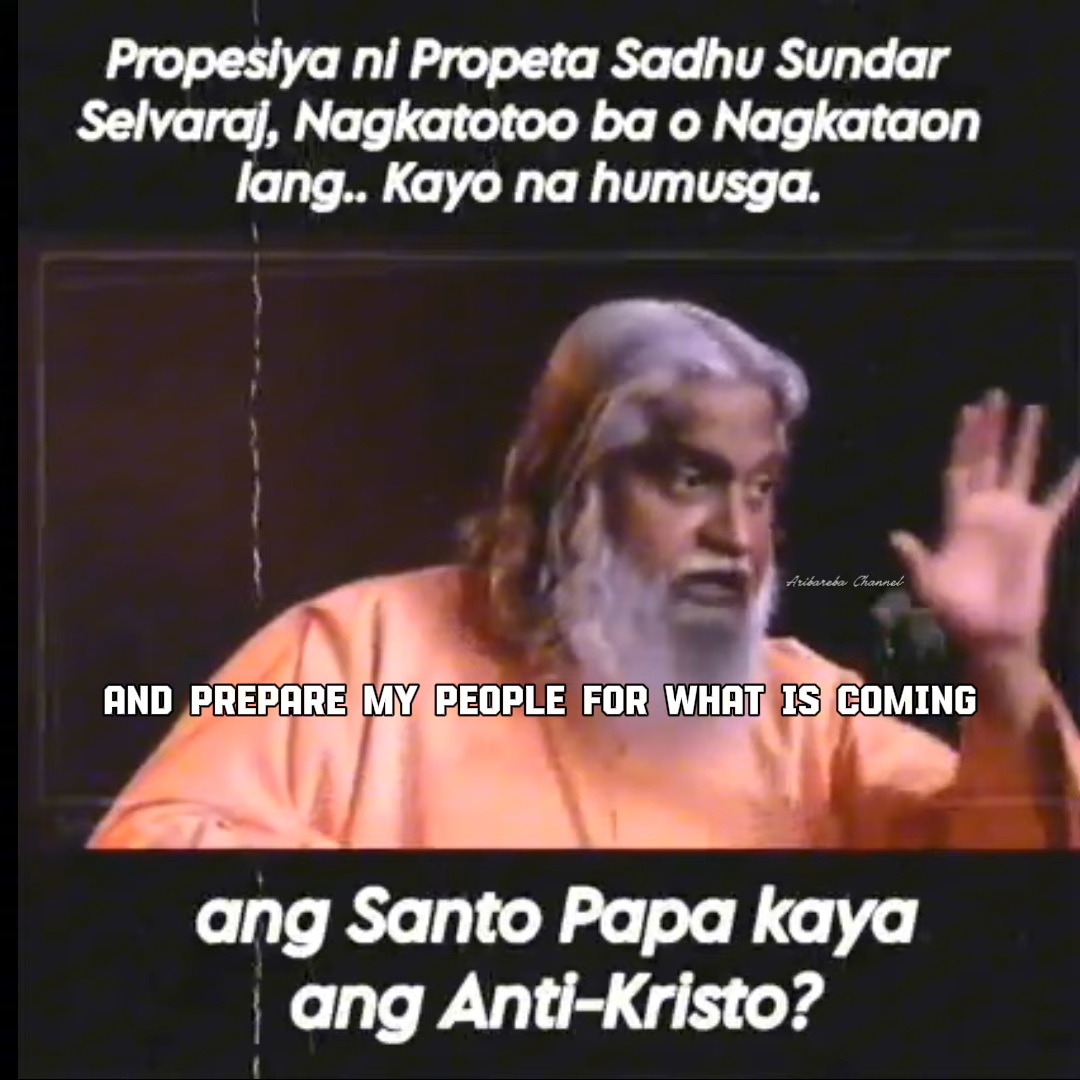 Propesiya ni Propeta Sadhu Sundar
Selvaraj, Nagkatotoo ba o Nagkataon
lang.. Kayo na humusga.
Aribareba Channel
AND PREPARE MY PEOPLE FOR WHAT IS COMING
ang Santo Papa kaya
ang Anti-Kristo?